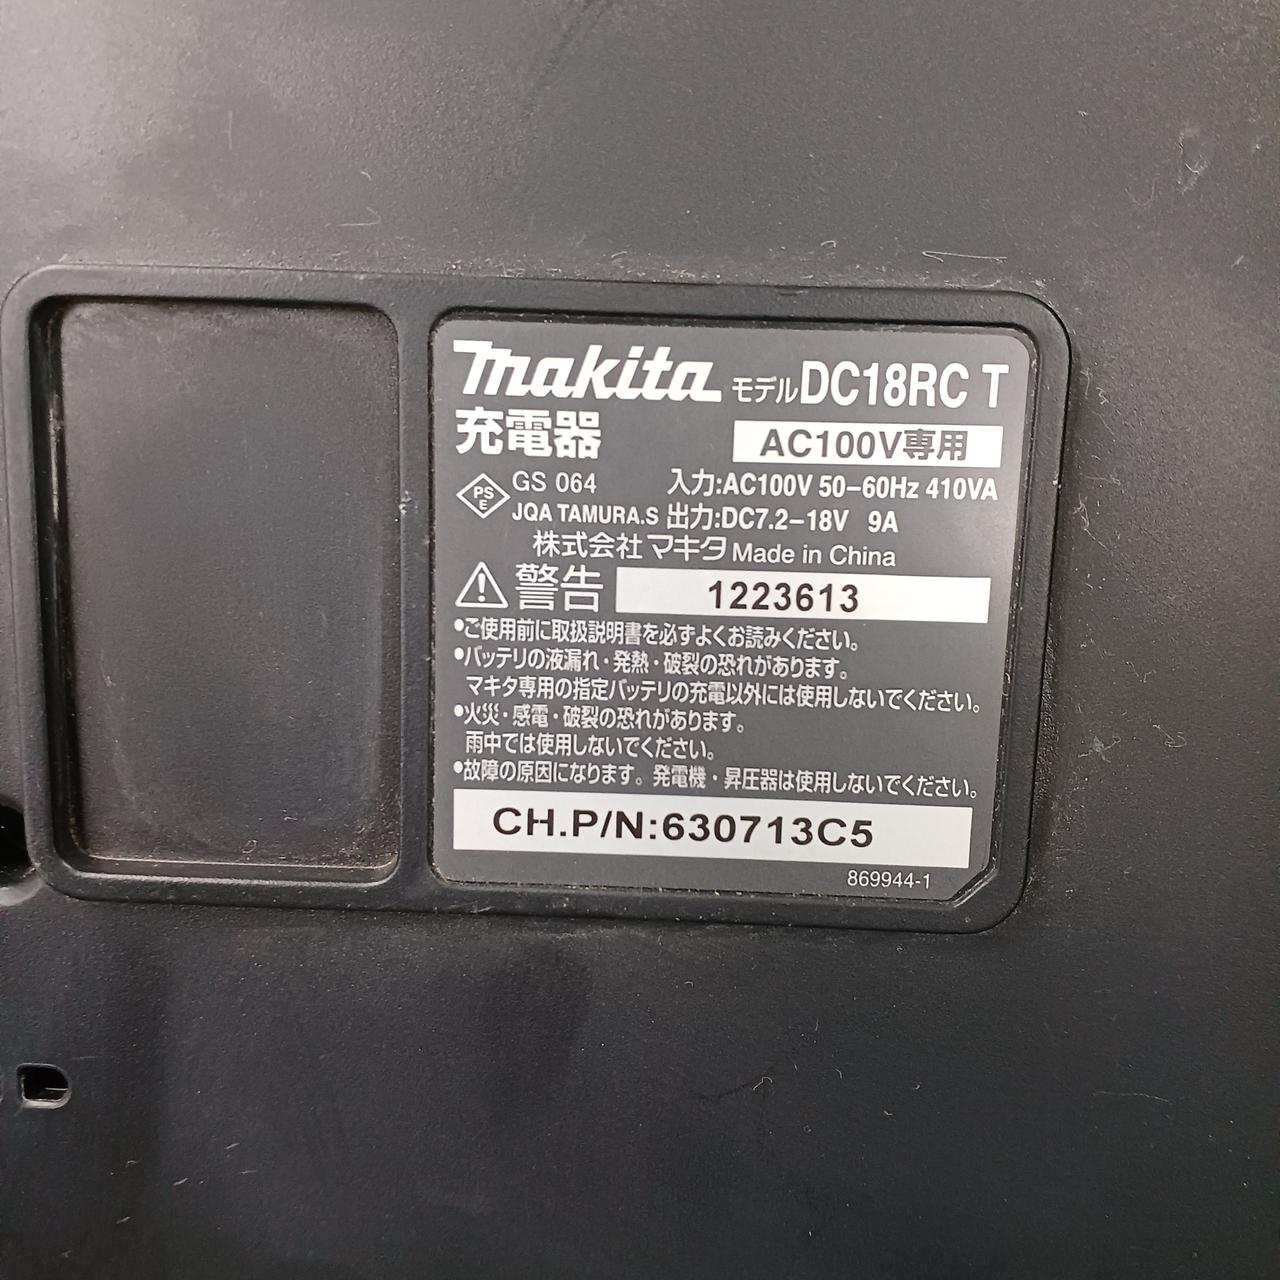 makita モデル DC18RC T
充電器 AC100V専用
PS E GS 064 入力:AC100V 50-60Hz 410VA
JQA TAMURA.S 出力:DC7.2-18V 9A
株式会社 マキタ Made in China
警告 1223613
•ご使用前に取扱説明書を必ずよくお読みください。
•バッテリの液漏れ・発熱・破裂の恐れがあります。
マキタ専用の指定バッテリの充電以外には使用しないでください。
•火災・感電・破裂の恐れがあります。
雨中では使用しないでください。
•故障の原因になります。発電機・昇圧器は使用しないでください。
CH.P/N:630713C5
869944-1